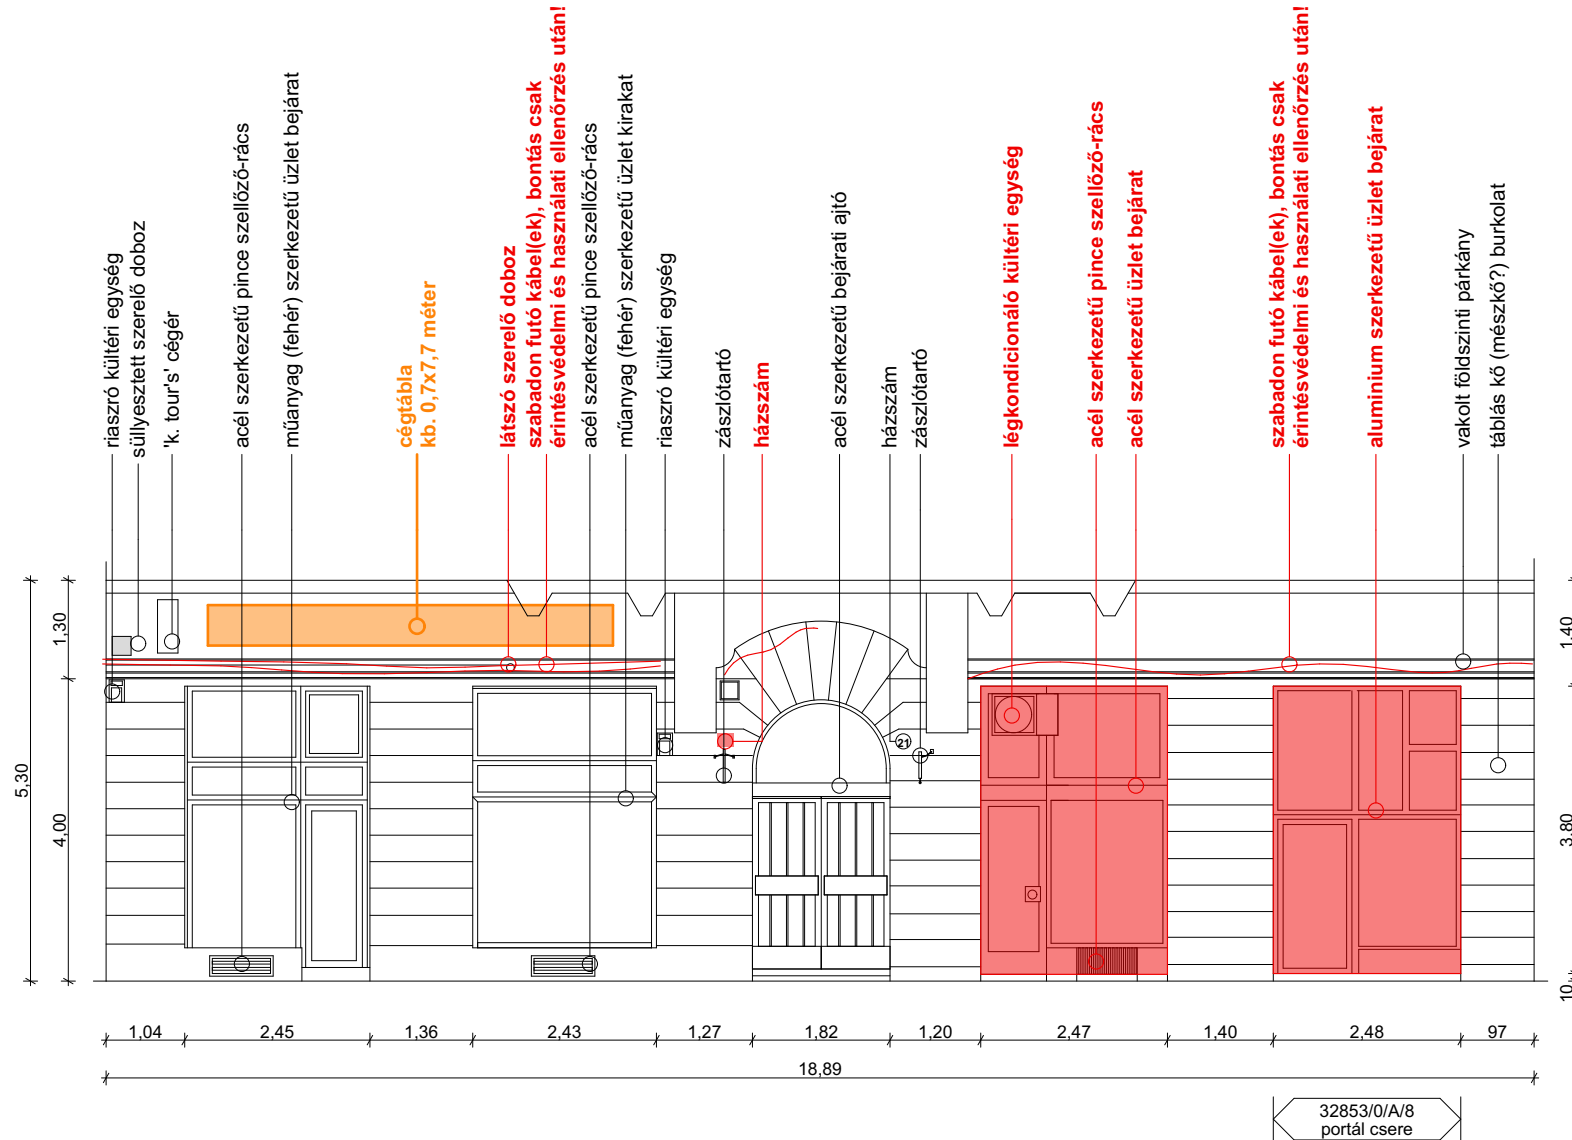 riaszró kültéri egység
süllyesztett szerelő doboz
'k. tour's' cégér
acél szerkezetű pince szellőző-rács
műanyag (fehér) szerkezetű üzlet bejárat
cégtábla
kb. 0,7x7,7 méter
látszó szerelő doboz
szabadon futó kábel(ek), bontás csak
érintésvédelmi és használati ellenőrzés után!
acél szerkezetű pince szellőző-rács
műanyag (fehér) szerkezetű üzlet kirakat
riaszró kültéri egység
zászlótartó
házszám
acél szerkezetű bejárati ajtó
házszám
zászlótartó
légkondicionáló kültéri egység
acél szerkezetű pince szellőző-rács
acél szerkezetű üzlet bejárat
szabadon futó kábel(ek), bontás csak
érintésvédelmi és használati ellenőrzés után!
aluminium szerkezetű üzlet bejárat
vakolt földszinti párkány
táblás kő (mészkő?) burkolat
5,30
1,30
4,00
21
1,40
3,80
10
1,04
2,45
1,36
2,43
1,27
1,82
1,20
2,47
1,40
2,48
97
18,89
32853/0/A/8
portál csere